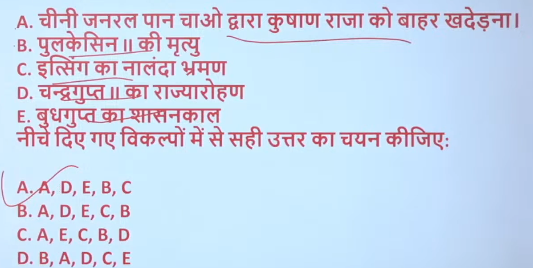 A. चीनी जनरल पान चाओ द्वारा कुषाण राजा को बाहर खदेड़ना।
B. पुलकेसिन II की मृत्यु
C. इत्सिंग का नालंदा भ्रमण
D. चन्द्रगुप्त II का राज्यारोहण
E. बुधगुप्त का शासनकाल
नीचे दिए गए विकल्पों में से सही उत्तर का चयन कीजिए:
A. A, D, E, B, C
B. A, D, E, C, B
C. A, E, C, B, D
D. B, A, D, C, E